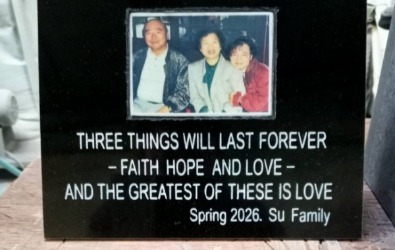 THREE THINGS WILL LAST FOREVER
– FAITH HOPE AND LOVE –
AND THE GREATEST OF THESE IS LOVE
Spring 2026. Su Family